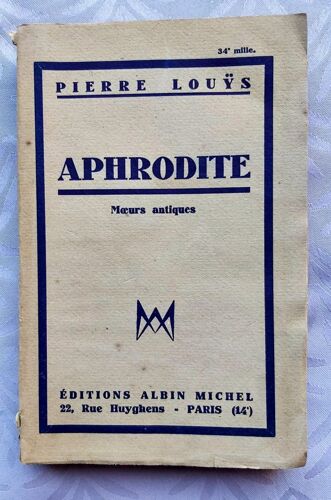 34e mille.
PIERRE LOUŸS
APHRODITE
Mœurs antiques
ÉDITIONS ALBIN MICHEL
22, Rue Huyghens - PARIS (14e)